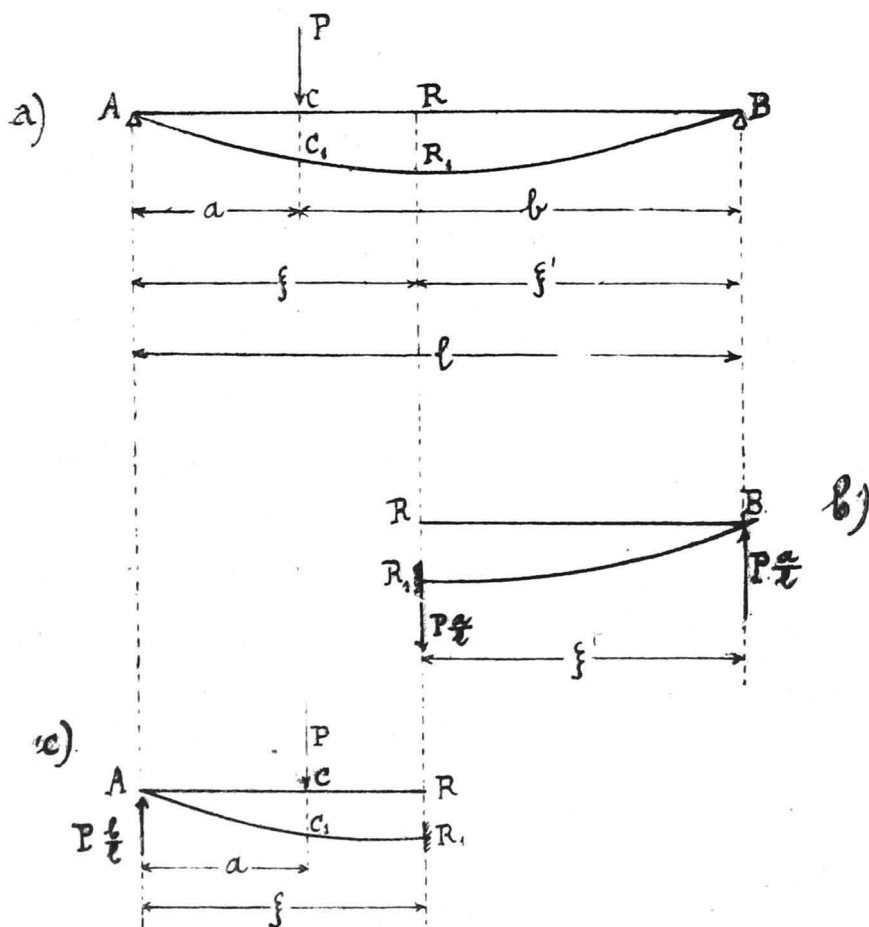 P
a) A C R B
C₁ R₁
a b
ξ ξ'
l
R B b)
R₁ P a/l P a/l
ξ'
c) P
A C R
P b/l C₁ R₁
a
ξ